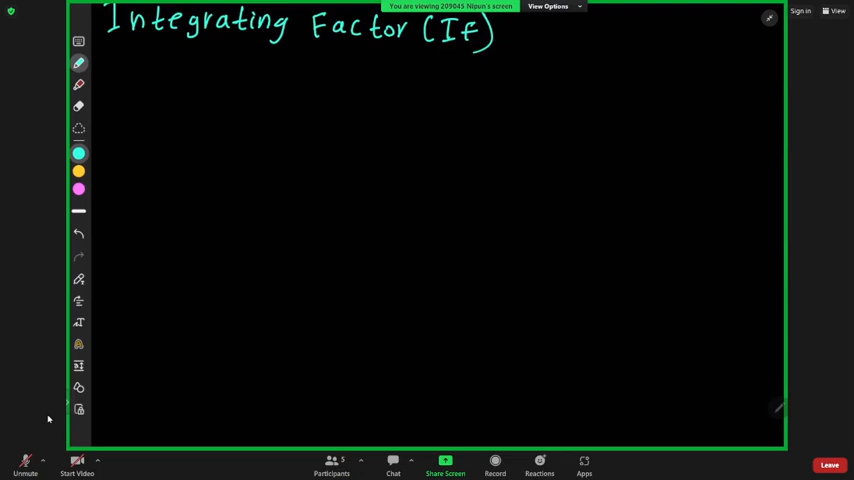 You are viewing 209045 Nipun's screen View Options
Sign in View
Integrating Factor (If)
Unmute Start Video Participants 5 Chat Share Screen Record Reactions Apps Leave